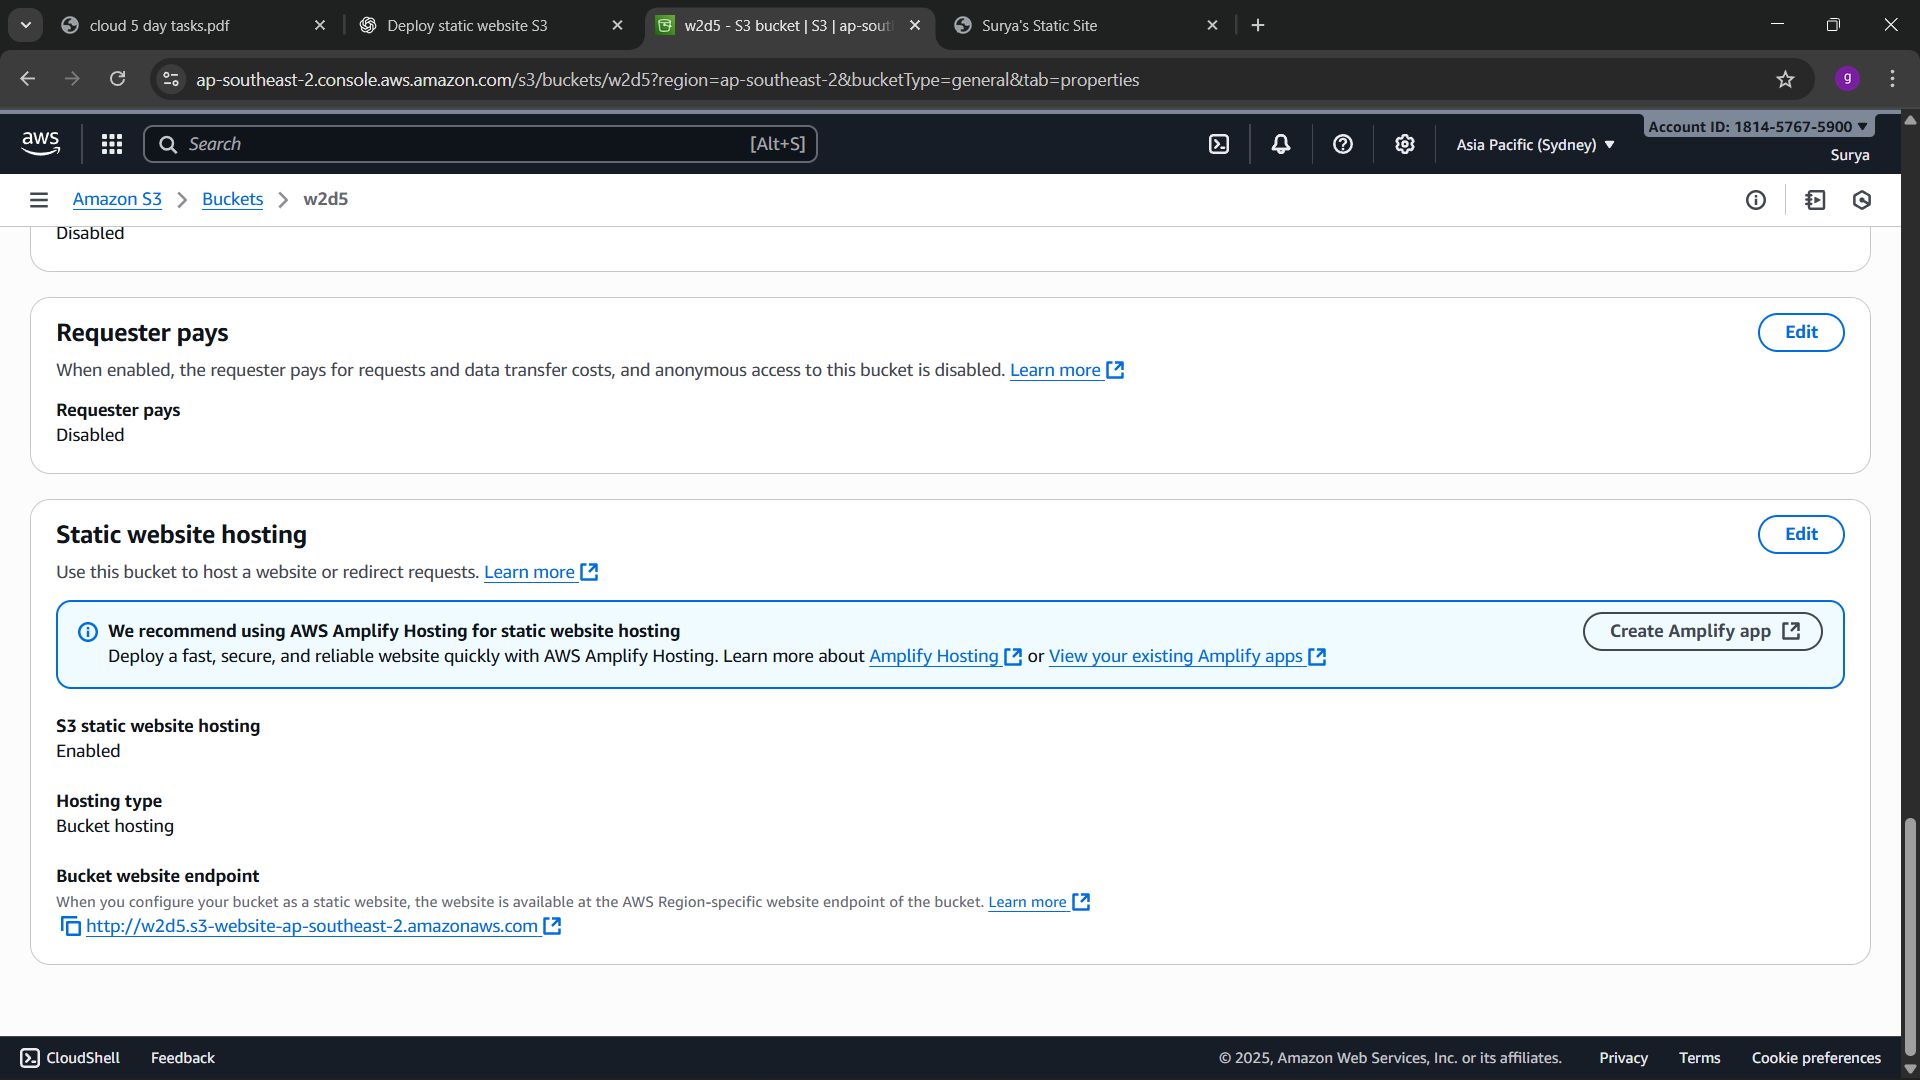 cloud 5 day tasks.pdf
Deploy static website S3
w2d5 - S3 bucket | S3 | ap-sout
Surya's Static Site
ap-southeast-2.console.aws.amazon.com/s3/buckets/w2d5?region=ap-southeast-2&bucketType=general&tab=properties
g
aws
Search
[Alt+S]
Asia Pacific (Sydney)
Account ID: 1814-5767-5900
Surya
Amazon S3
Buckets
w2d5
Disabled
Requester pays
Edit
When enabled, the requester pays for requests and data transfer costs, and anonymous access to this bucket is disabled. Learn more
Requester pays
Disabled
Static website hosting
Edit
Use this bucket to host a website or redirect requests. Learn more
We recommend using AWS Amplify Hosting for static website hosting
Deploy a fast, secure, and reliable website quickly with AWS Amplify Hosting. Learn more about Amplify Hosting or View your existing Amplify apps
Create Amplify app
S3 static website hosting
Enabled
Hosting type
Bucket hosting
Bucket website endpoint
When you configure your bucket as a static website, the website is available at the AWS Region-specific website endpoint of the bucket. Learn more
http://w2d5.s3-website-ap-southeast-2.amazonaws.com
CloudShell
Feedback
© 2025, Amazon Web Services, Inc. or its affiliates.
Privacy
Terms
Cookie preferences